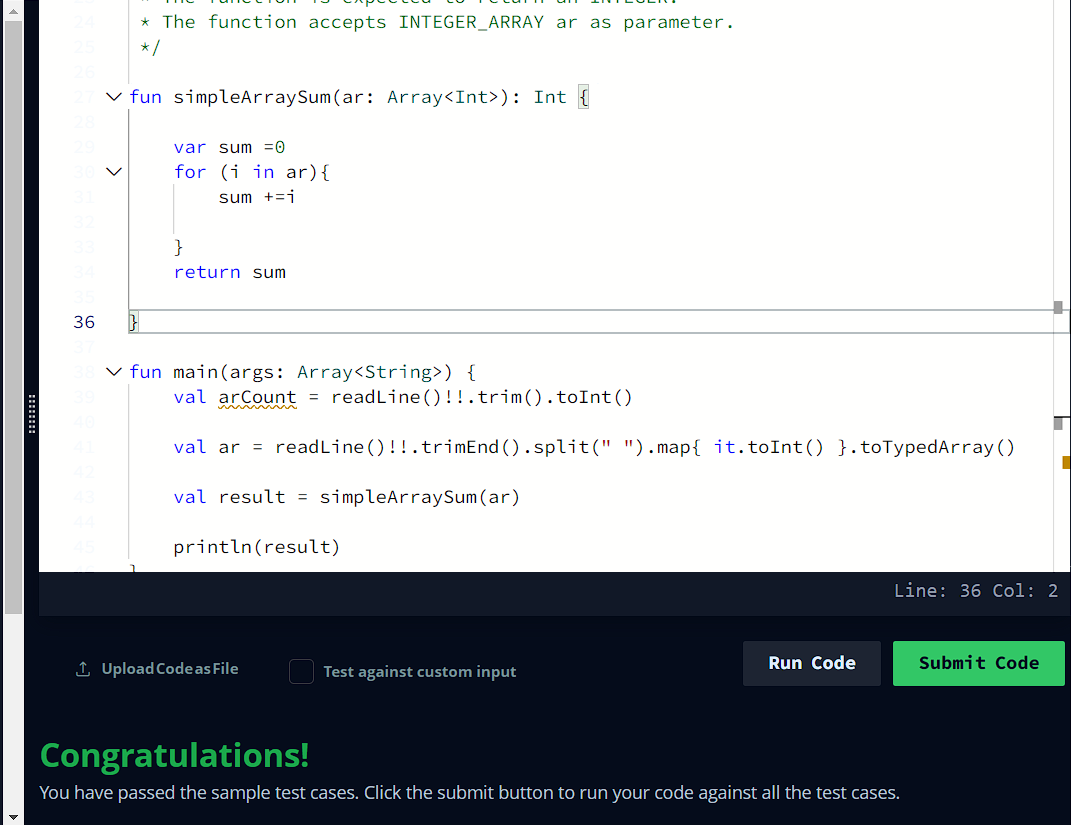 * The function is expected to return an INTEGER.
24 * The function accepts INTEGER_ARRAY ar as parameter.
25 */
26
27 fun simpleArraySum(ar: Array<Int>): Int {
28
29 var sum =0
30 for (i in ar){
31 sum +=i
32
33 }
34 return sum
35
36 }
37
38 fun main(args: Array<String>) {
39 val arCount = readLine()!!.trim().toInt()
40
41 val ar = readLine()!!.trimEnd().split(" ").map{ it.toInt() }.toTypedArray()
42
43 val result = simpleArraySum(ar)
44
45 println(result)
}
Line: 36 Col: 2
Upload Code as File
Test against custom input
Run Code
Submit Code
Congratulations!
You have passed the sample test cases. Click the submit button to run your code against all the test cases.